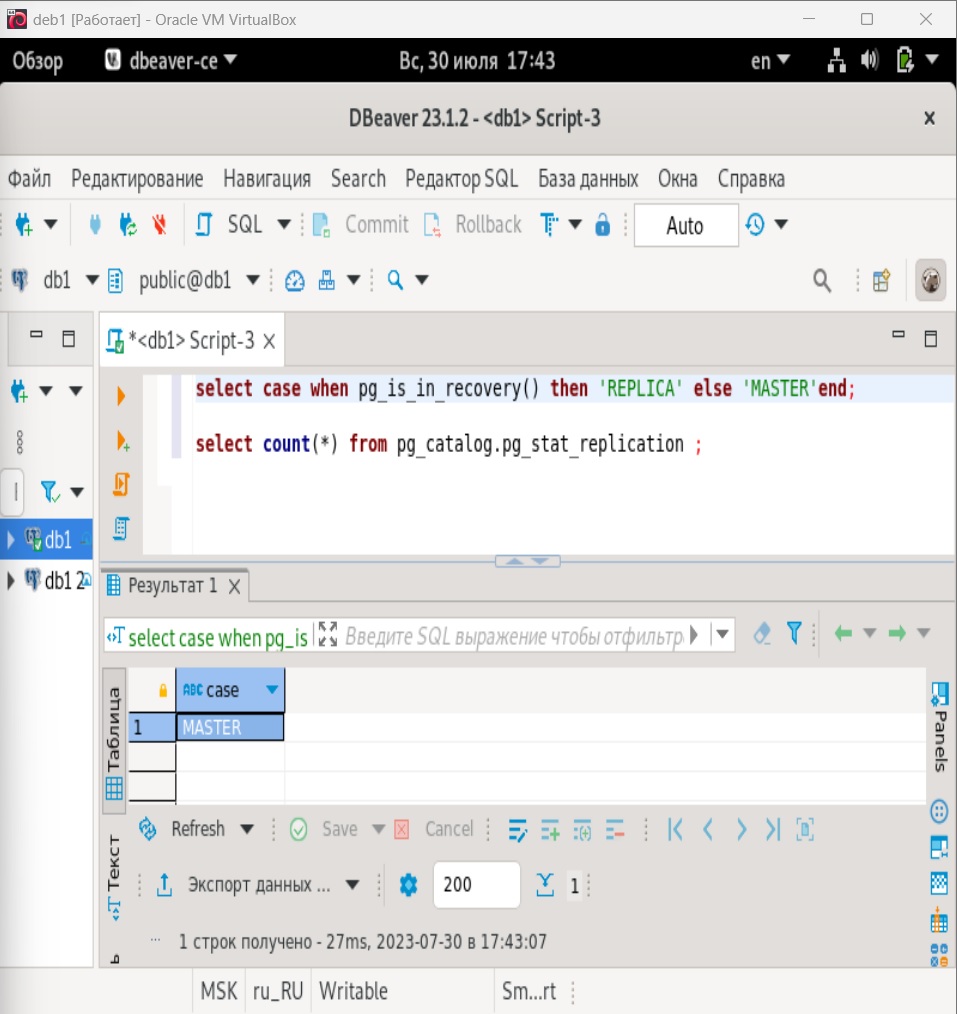 deb1 [Работает] - Oracle VM VirtualBox
Обзор dbeaver-ce Вс, 30 июля 17:43 en
DBeaver 23.1.2 - <db1> Script-3
Файл Редактирование Навигация Search Редактор SQL База данных Окна Справка
SQL Commit Rollback Auto
db1 public@db1
*<db1> Script-3
select case when pg_is_in_recovery() then 'REPLICA' else 'MASTER'end;
select count(*) from pg_catalog.pg_stat_replication ;
db1
db1 2
Результат 1
select case when pg_is Введите SQL выражение чтобы отфильтр
Таблица
Текст
ABC case
1 MASTER
Panels
Refresh Save Cancel
Экспорт данных ... 200 1
... 1 строк получено - 27ms, 2023-07-30 в 17:43:07
MSK ru_RU Writable Sm...rt